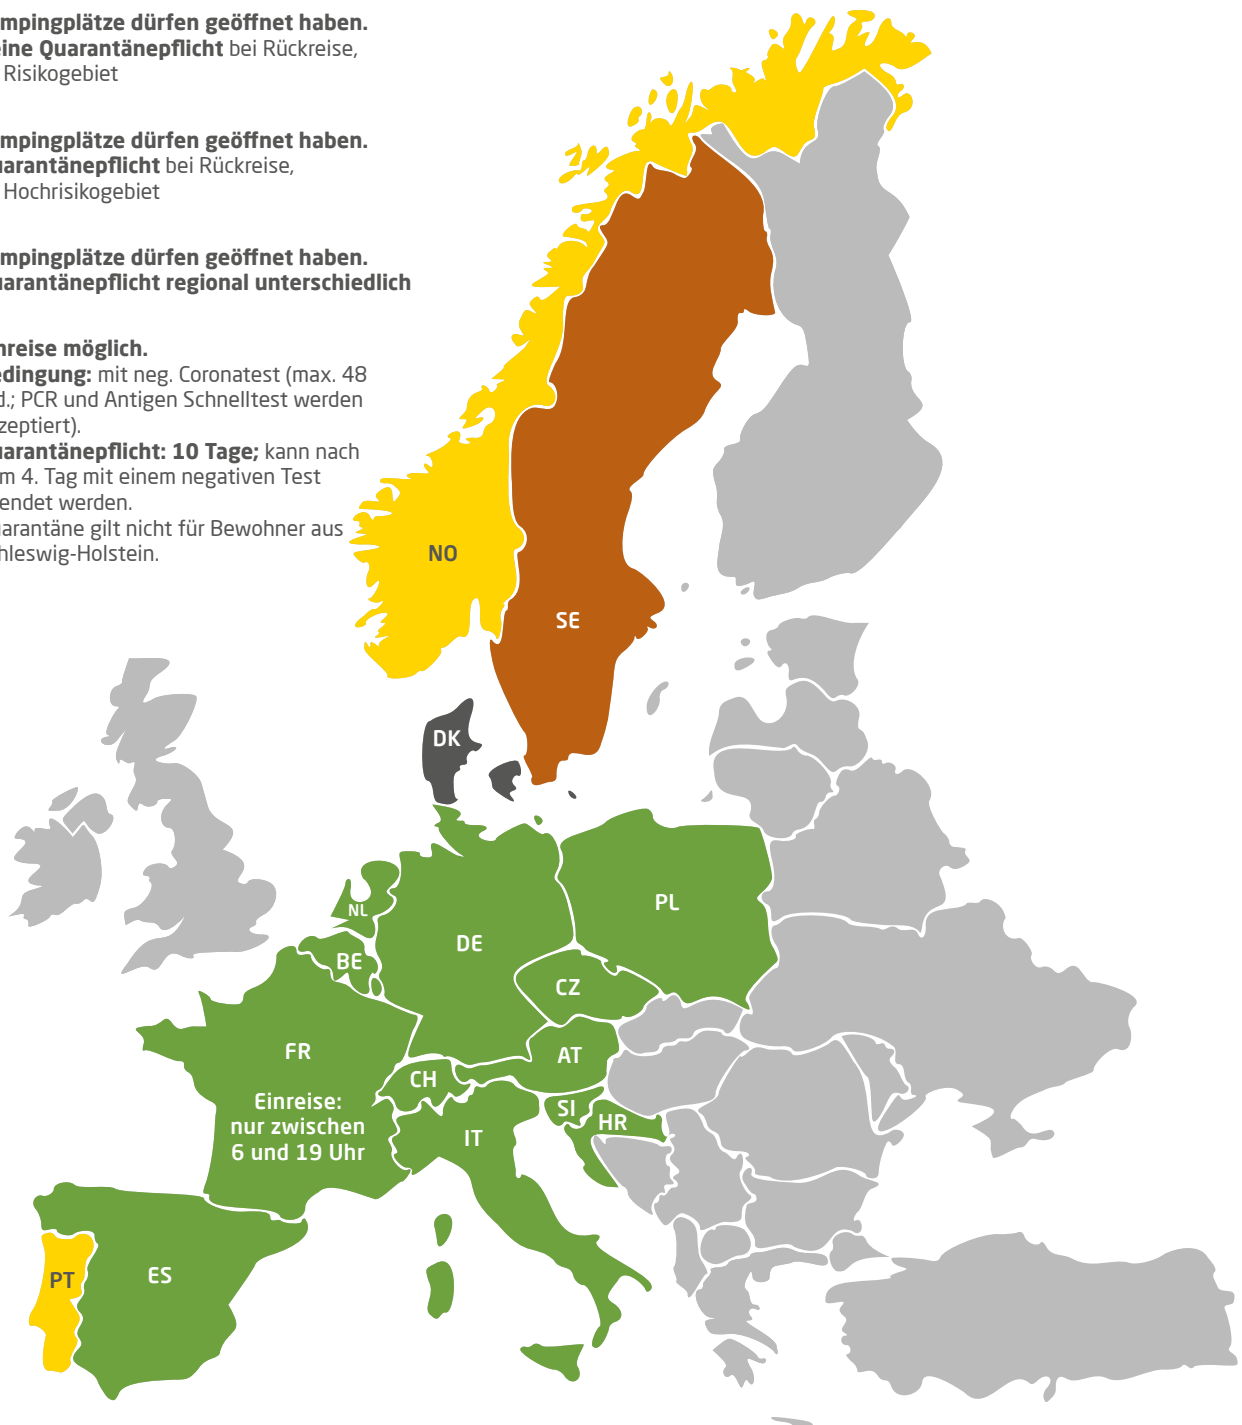 mpingplätze dürfen geöffnet haben.
eine Quarantänepflicht bei Rückreise,
Risikogebiet
mpingplätze dürfen geöffnet haben.
uarantänepflicht bei Rückreise,
Hochrisikogebiet
mpingplätze dürfen geöffnet haben.
uarantänepflicht regional unterschiedlich
nreise möglich.
edingung: mit neg. Coronatest (max. 48
d.; PCR und Antigen Schnelltest werden
zeptiert).
uarantänepflicht: 10 Tage; kann nach
m 4. Tag mit einem negativen Test
endet werden.
uarantäne gilt nicht für Bewohner aus
hleswig-Holstein.
NO
SE
DK
PL
NL
DE
BE
CZ
FR
AT
CH
Einreise:
nur zwischen
6 und 19 Uhr
SI
HR
IT
PT
ES